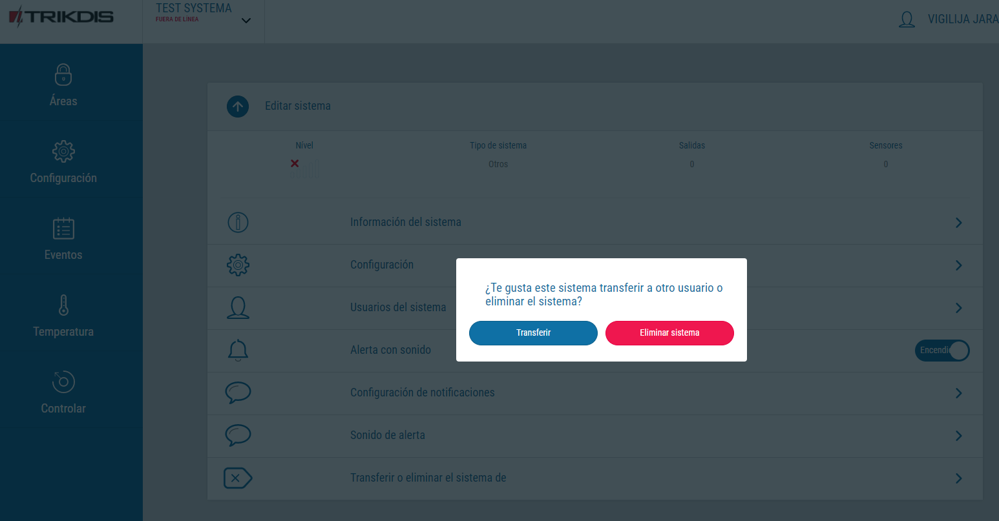 TRIKDIS
TEST SYSTEMA
FUERA DE LÍNEA
VIGILIJA JARA
Áreas
Configuración
Eventos
Temperatura
Controlar
Editar sistema
Nível
Tipo de sistema
Salidas
Sensores
Otros
0
0
Información del sistema
Configuración
Usuarios del sistema
Alerta con sonido
Encendi
Configuración de notificaciones
Sonido de alerta
Transferir o eliminar el sistema de
¿Te gusta este sistema transferir a otro usuario o
eliminar el sistema?
Transferir
Eliminar sistema